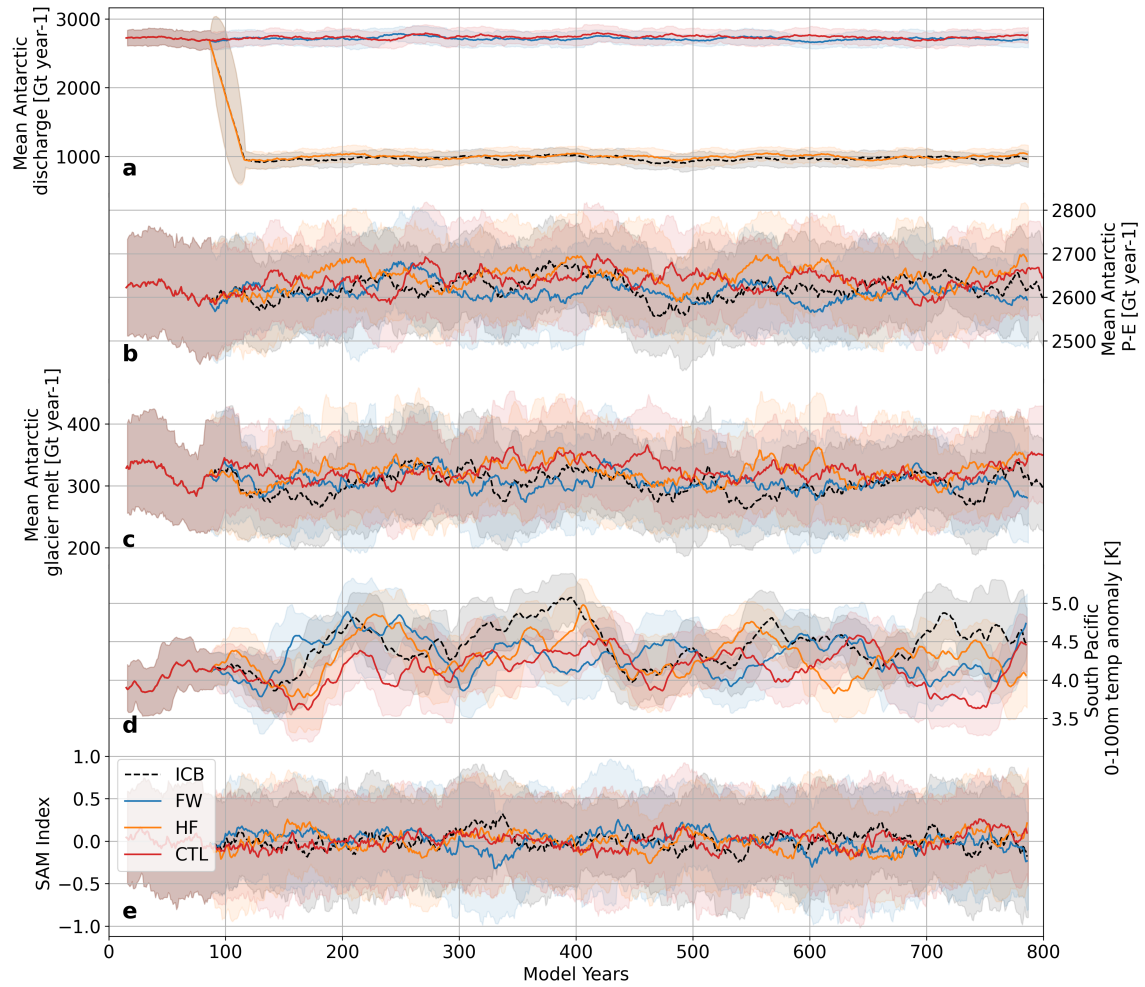 Mean Antarctic
discharge [Gt year-1]
3000
2000
1000
a
2800
2700
2600
2500
Mean Antarctic
P-E [Gt year-1]
b
Mean Antarctic
glacier melt [Gt year-1]
400
300
200
c
5.0
4.5
4.0
3.5
South Pacific
0-100m temp anomaly [K]
d
SAM Index
1.0
0.5
0.0
−0.5
−1.0
ICB
FW
HF
CTL
e
0 100 200 300 400 500 600 700 800
Model Years